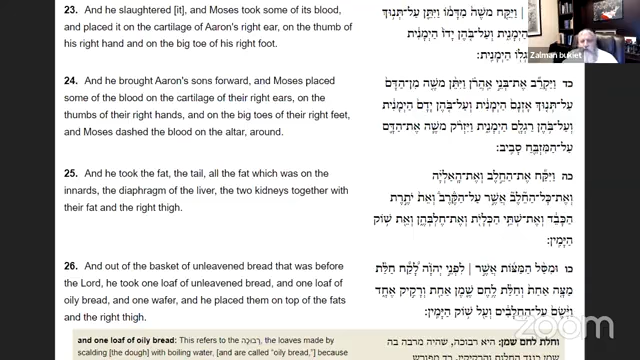 23. And he slaughtered [it], and Moses took some of its blood,
and placed it on the cartilage of Aaron's right ear, on the thumb of
his right hand and on the big toe of his right foot.
| וַיִּקַּ֤ח מֹשֶׁה֙ מִדָּמ֔וֹ וַיִּתֵּ֛ן עַל־תְּנ֥וּךְ
הַיְמָנִ֑ית וְעַל־בֹּ֤הֶן יָדוֹ֙ הַיְמָנִ֔ית
הַיְמָנִֽית:
24. And he brought Aaron's sons forward, and Moses placed
some of the blood on the cartilage of their right ears, on the
thumbs of their right hands, and on the big toes of their right feet,
and Moses dashed the blood on the altar, around.
כד וַיַּקְרֵ֞ב אֶת־בְּנֵ֣י אַֽהֲרֹ֗ן וַיִּתֵּ֨ן מֹשֶׁ֤ה מִן־הַדָּם֙
עַל־תְּנ֤וּךְ אָזְנָם֙ הַיְמָנִ֔ית וְעַל־בֹּ֤הֶן יָדָם֙ הַיְמָנִ֔ית
וְעַל־בֹּ֥הֶן רַגְלָ֖ם הַיְמָנִ֑ית וַיִּזְרֹ֨ק מֹשֶׁ֧ה אֶת־הַדָּ֛ם
עַל־הַמִּזְבֵּ֖חַ סָבִֽיב:
25. And he took the fat, the tail, all the fat which was on the
innards, the diaphragm of the liver, the two kidneys together with
their fat and the right thigh.
כה וַיִּקַּ֞ח אֶת־הַחֵ֣לֶב וְאֶת־הָֽאַלְיָ֗ה
וְאֶת־כָּל־הַחֵ֘לֶב֘ אֲשֶׁ֣ר עַל־הַקֶּ֒רֶב֒ וְאֵת֙ יֹתֶ֣רֶת
הַכָּבֵ֔ד וְאֶת־שְׁתֵּ֥י הַכְּלָיֹ֖ת וְאֶת־חֶלְבְּהֶ֑ן וְאֵ֖ת שׁ֥וֹק
הַיָּמִֽין:
26. And out of the basket of unleavened bread that was before
the Lord, he took one loaf of unleavened bread, and one loaf
of oily bread, and one wafer, and he placed them on top of the fats
and the right thigh.
כו וּמִסַּ֨ל הַמַּצּ֜וֹת אֲשֶׁ֣ר | לִפְנֵ֣י יְהֹוָ֗ה לָ֠קַ֠ח חַלַּ֨ת
מַצָּ֤ה אַחַת֙ וְֽחַלַּ֨ת לֶ֥חֶם שֶׁ֛מֶן אַחַ֖ת וְרָקִ֣יק אֶחָ֑ד
וַיָּ֨שֶׂם֙ עַל־הַ֣חֲלָבִ֔ים וְעַ֖ל שׁ֥וֹק הַיָּמִֽין:
and one loaf of oily bread: This refers to the רְבוּכָה, the loaves made by
scalding [the dough] with boiling water, [and are called “oily bread,”] because
וחלת לחם שמן: היא רבוכה, שהיה מרבה בה
שמן כנגד החלות והרקיקין, כך מפורש
Zalman bukiet
zoom